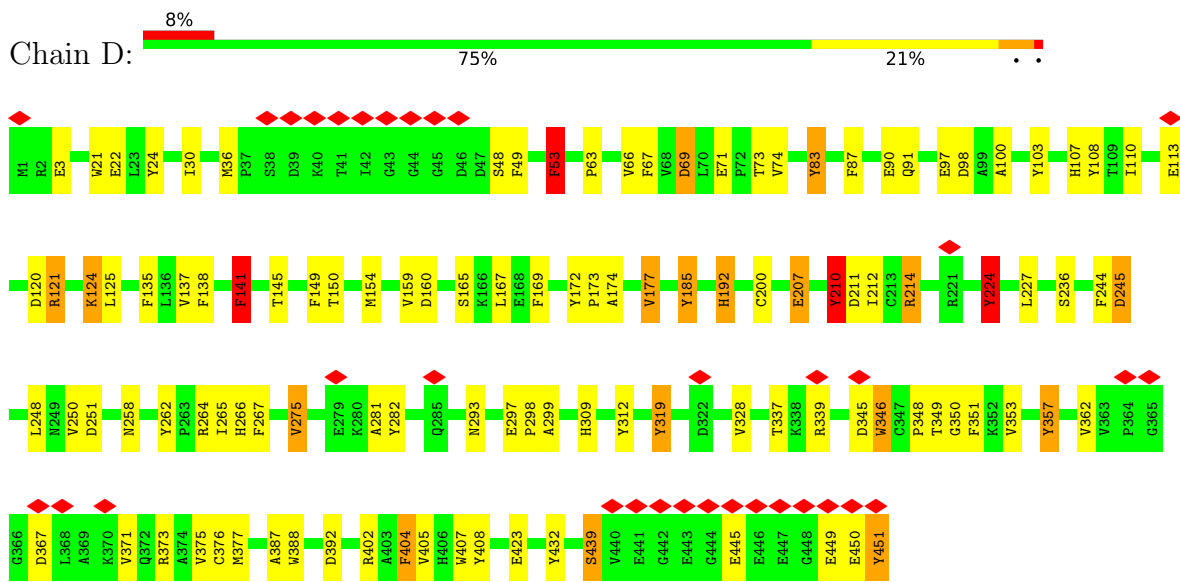 8%
Chain D:
75% 21% • •
M1 R2 E3 W21 E22 L23 Y24 I30 M36 P37 S38 D39 K40 T41 I42 G43 G44 G45 D46 D47 S48 F49 F53 P63 V66 F67 V68 D69 L70 E71 P72 T73 V74 Y83 F87 E90 Q91 E97 D98 A99 A100 Y103 H107 Y108 T109 I110 E113
D120 R121 K124 L125 F135 L136 V137 F138 F141 T145 F149 T150 M154 V159 D160 S165 K166 L167 E168 F169 Y172 P173 A174 V177 Y185 H192 C200 E207 Y210 D211 I212 C213 R214 R221 Y224 L227 S236 F244 D245
L248 N249 V250 D251 N258 Y262 P263 R264 I265 H266 F267 V275 E279 K280 A281 Y282 Q285 N293 E297 P298 A299 H309 Y312 Y319 D322 V328 T337 K338 R339 D345 W346 C347 P348 T349 G350 F351 K352 V353 Y357 V362 V363 P364 G365
G366 D367 L368 A369 K370 V371 Q372 R373 A374 V375 C376 M377 A387 W388 D392 R402 A403 F404 V405 H406 W407 Y408 E423 Y432 S439 V440 E441 G442 E443 G444 E445 E446 E447 G448 E449 E450 Y451